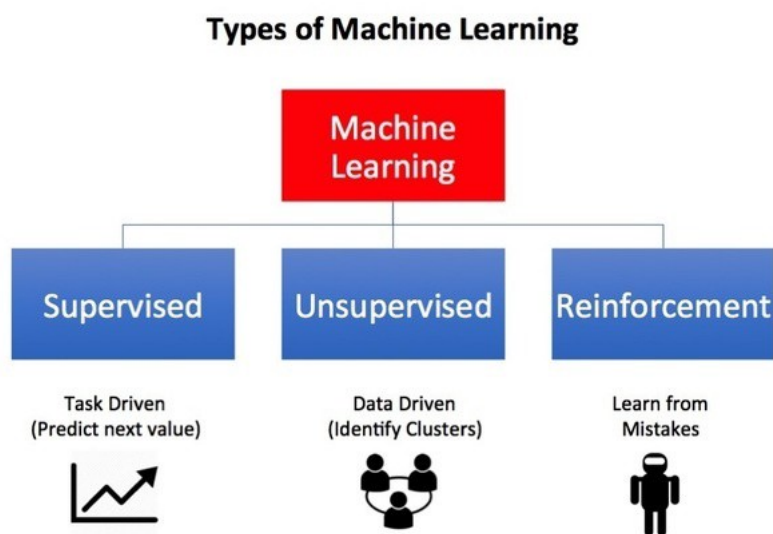 Types of Machine Learning
Machine
Learning
Supervised
Unsupervised
Reinforcement
Task Driven
(Predict next value)
Data Driven
(Identify Clusters)
Learn from
Mistakes